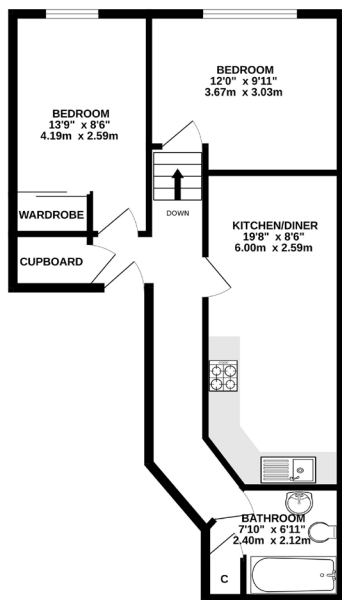 BEDROOM
12'0" x 9'11"
3.67m x 3.03m
BEDROOM
13'9" x 8'6"
4.19m x 2.59m
WARDROBE
DOWN
CUPBOARD
KITCHEN/DINER
19'8" x 8'6"
6.00m x 2.59m
BATHROOM
7'10" x 6'11"
2.40m x 2.12m
C